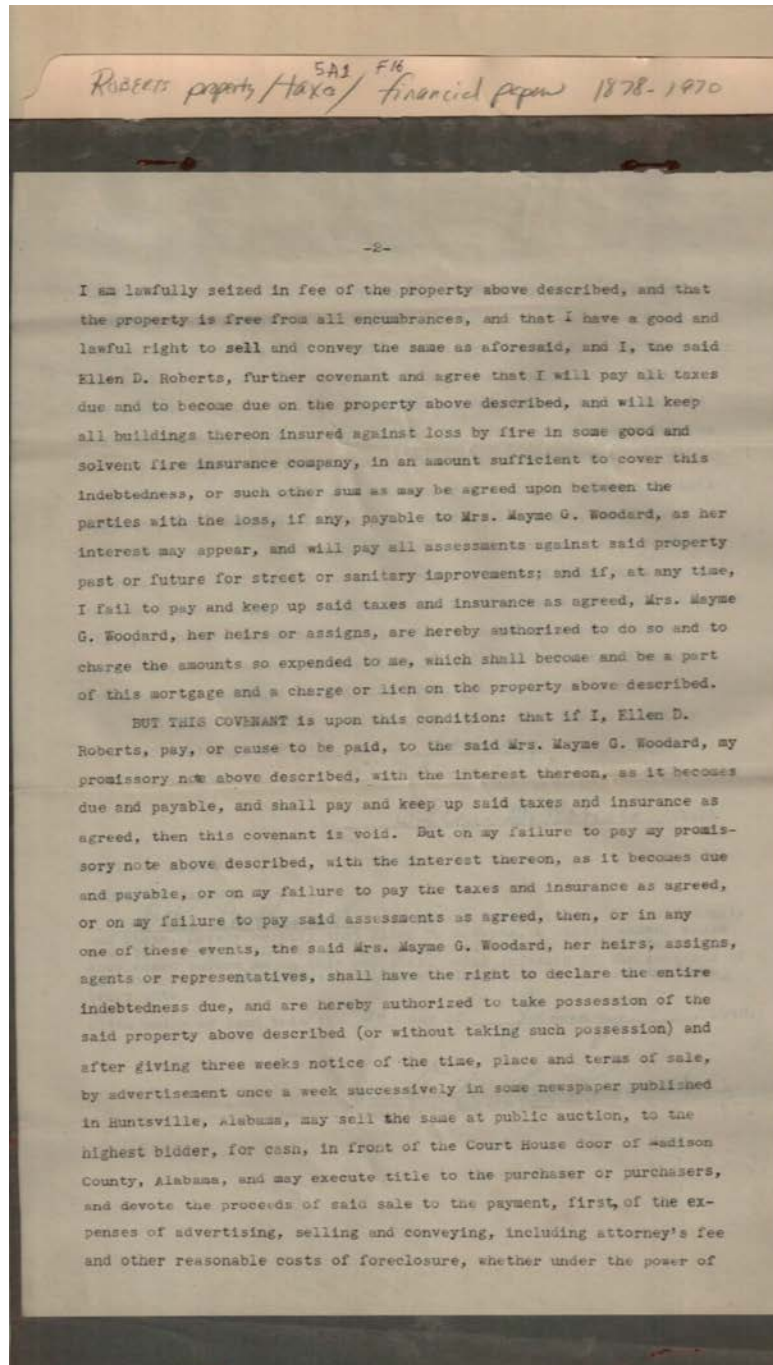 5A1 F16
Roberts property/taxa/ financial papers 1878-1970
-2-
I am lawfully seized in fee of the property above described, and that
the property is free from all encumbrances, and that I have a good and
lawful right to sell and convey the same as aforesaid, and I, the said
Ellen D. Roberts, further covenant and agree that I will pay all taxes
due and to become due on the property above described, and will keep
all buildings thereon insured against loss by fire in some good and
solvent fire insurance company, in an amount sufficient to cover this
indebtedness, or such other sum as may be agreed upon between the
parties with the loss, if any, payable to Mrs. Mayme G. Woodard, as her
interest may appear, and will pay all assessments against said property
past or future for street or sanitary improvements; and if, at any time,
I fail to pay and keep up said taxes and insurance as agreed, Mrs. Mayme
G. Woodard, her heirs or assigns, are hereby authorized to do so and to
charge the amounts so expended to me, which shall become and be a part
of this mortgage and a charge or lien on the property above described.
BUT THIS COVENANT is upon this condition: that if I, Ellen D.
Roberts, pay, or cause to be paid, to the said Mrs. Mayme G. Woodard, my
promissory note above described, with the interest thereon, as it becomes
due and payable, and shall pay and keep up said taxes and insurance as
agreed, then this covenant is void. But on my failure to pay my promis-
sory note above described, with the interest thereon, as it becomes due
and payable, or on my failure to pay the taxes and insurance as agreed,
or on my failure to pay said assessments as agreed, then, or in any
one of these events, the said Mrs. Mayme G. Woodard, her heirs, assigns,
agents or representatives, shall have the right to declare the entire
indebtedness due, and are hereby authorized to take possession of the
said property above described (or without taking such possession) and
after giving three weeks notice of the time, place and terms of sale,
by advertisement once a week successively in some newspaper published
in Huntsville, Alabama, may sell the same at public auction, to the
highest bidder, for cash, in front of the Court House door of Madison
County, Alabama, and may execute title to the purchaser or purchasers,
and devote the proceeds of said sale to the payment, first, of the ex-
penses of advertising, selling and conveying, including attorney's fee
and other reasonable costs of foreclosure, whether under the power of